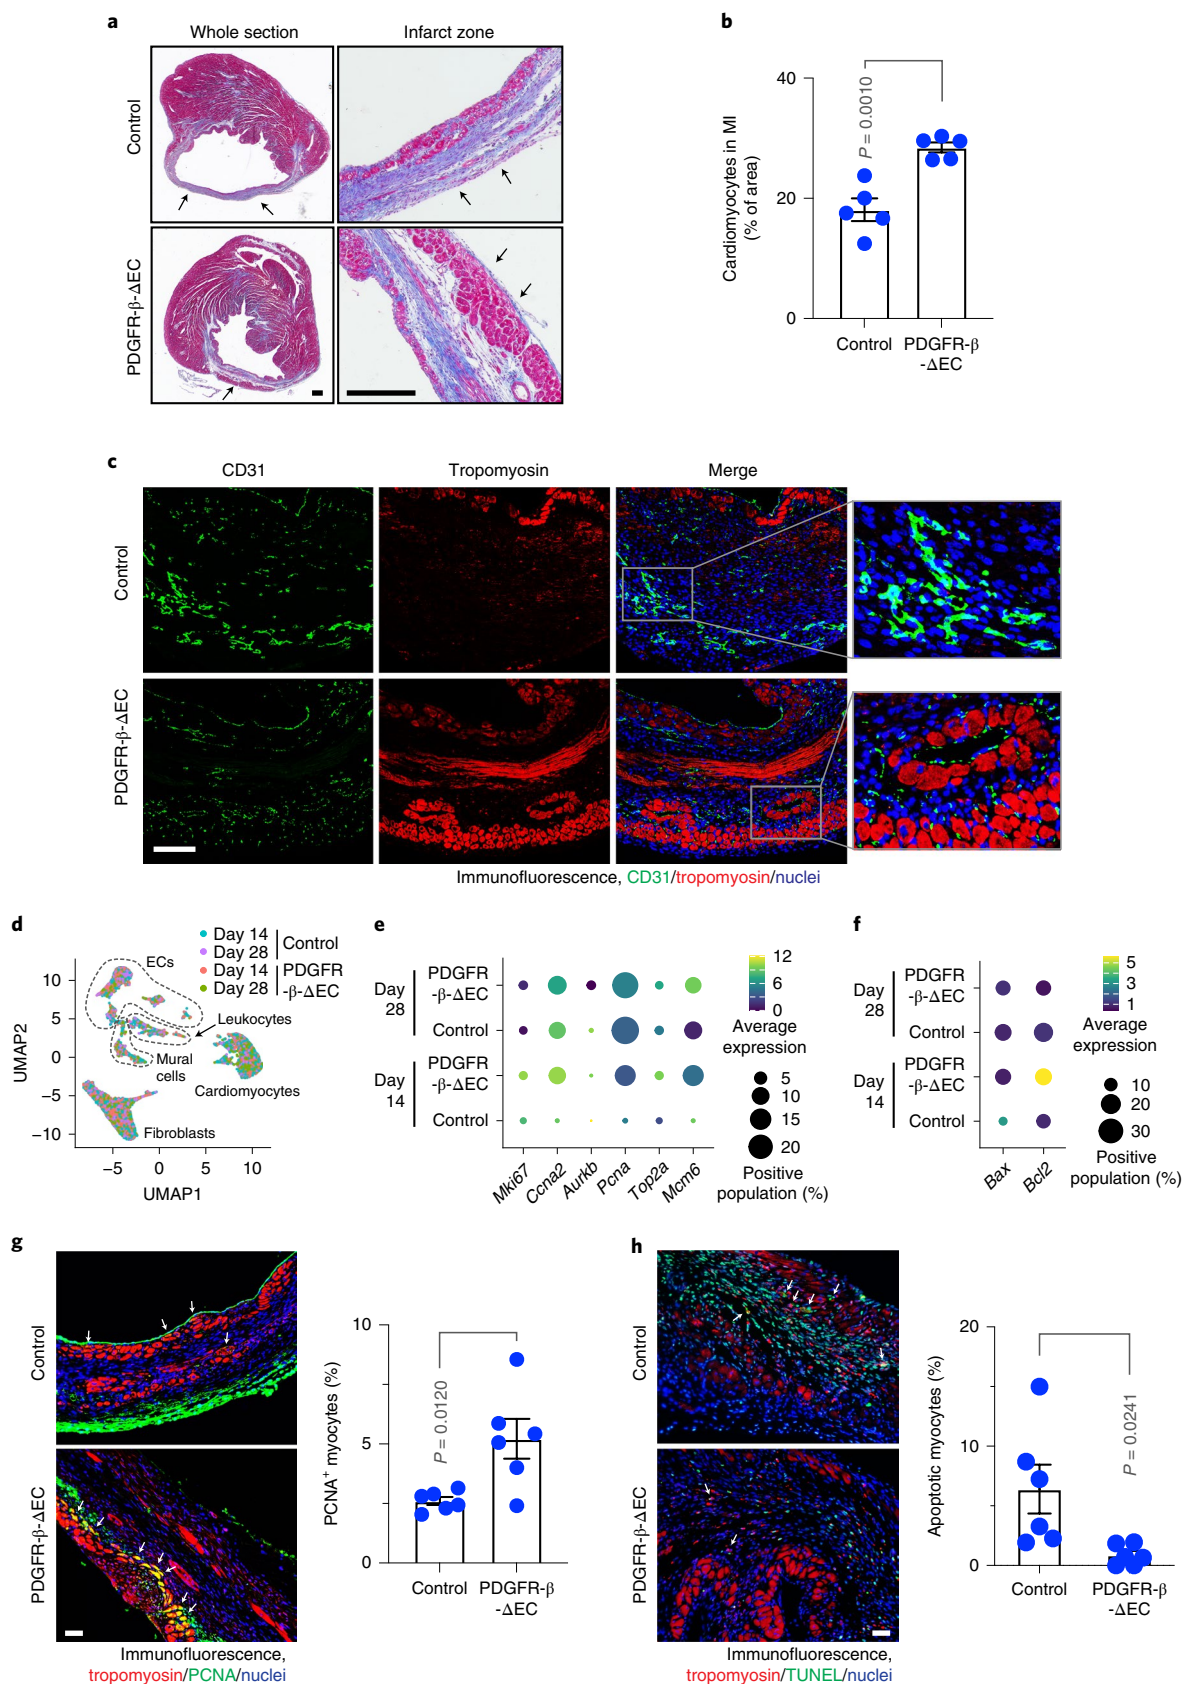 a
Whole section
Infarct zone
Control
PDGFR-β-ΔEC
b
Cardiomyocytes in MI
(% of area)
40
20
0
P = 0.0010
Control
PDGFR-β
-ΔEC
c
CD31
Tropomyosin
Merge
Control
PDGFR-β-ΔEC
Immunofluorescence, CD31/tropomyosin/nuclei
d
Day 14
Day 28
Control
Day 14
Day 28
PDGFR
-β-ΔEC
ECs
Leukocytes
Mural
cells
Cardiomyocytes
Fibroblasts
UMAP2
10
5
0
−5
−10
−5
0
5
10
UMAP1
e
Day
28
PDGFR
-β-ΔEC
Control
Day
14
PDGFR
-β-ΔEC
Control
Mki67
Ccna2
Aurkb
Pcna
Top2a
Mcm6
12
6
0
Average
expression
5
10
15
20
Positive
population (%)
f
Day
28
PDGFR
-β-ΔEC
Control
Day
14
PDGFR
-β-ΔEC
Control
Bax
Bcl2
5
3
1
Average
expression
10
20
30
Positive
population (%)
g
Control
PDGFR-β-ΔEC
Immunofluorescence,
tropomyosin/PCNA/nuclei
PCNA⁺ myocytes (%)
10
5
0
P = 0.0120
Control
PDGFR-β
-ΔEC
h
Control
PDGFR-β-ΔEC
Immunofluorescence,
tropomyosin/TUNEL/nuclei
Apoptotic myocytes (%)
20
10
0
P = 0.0241
Control
PDGFR-β
-ΔEC